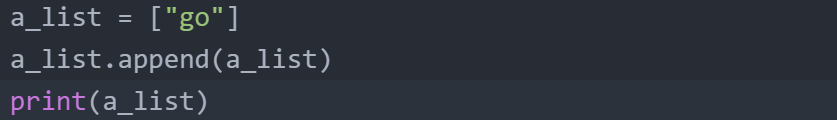 a_list = ["go"]
a_list.append(a_list)
print(a_list)